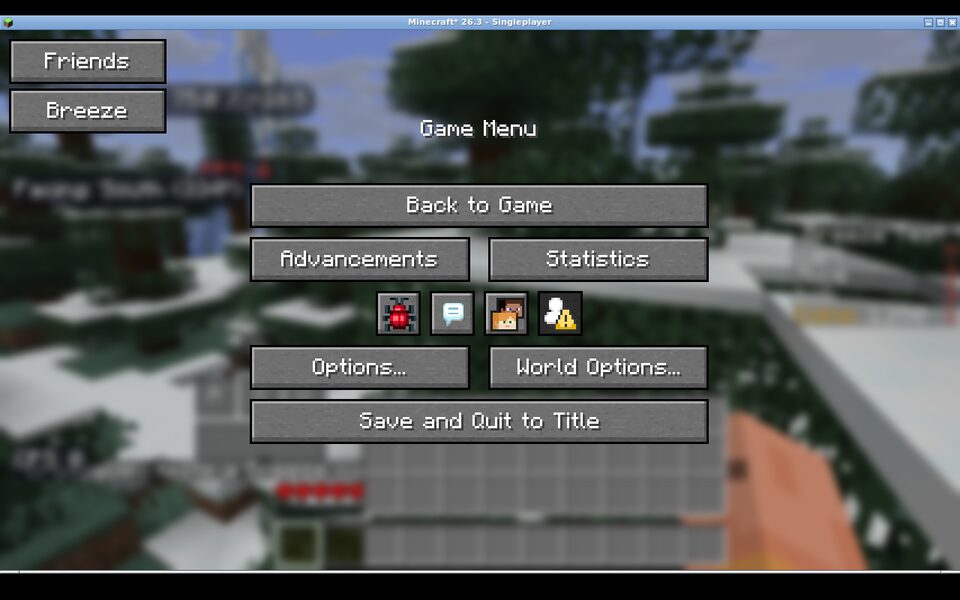 Minecraft* 26.3 - Singleplayer
Friends
Breeze
Game Menu
Back to Game
Advancements
Statistics
Options...
World Options...
Save and Quit to Title